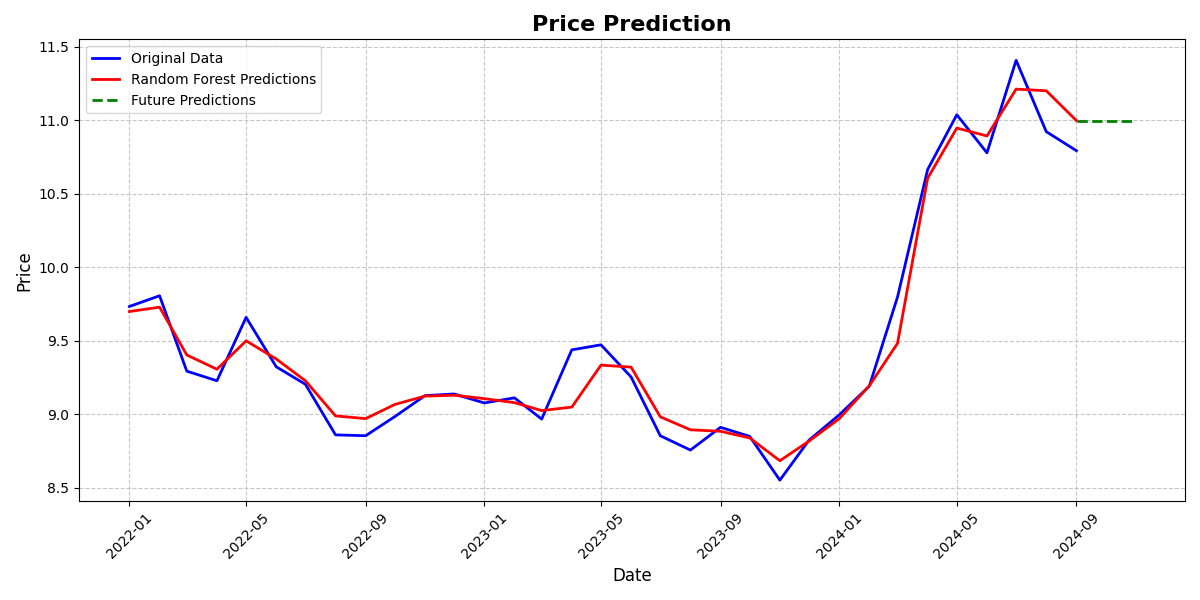 Price Prediction
Original Data
Random Forest Predictions
Future Predictions
Price
11.5
11.0
10.5
10.0
9.5
9.0
8.5
2022-01
2022-05
2022-09
2023-01
2023-05
2023-09
2024-01
2024-05
2024-09
Date